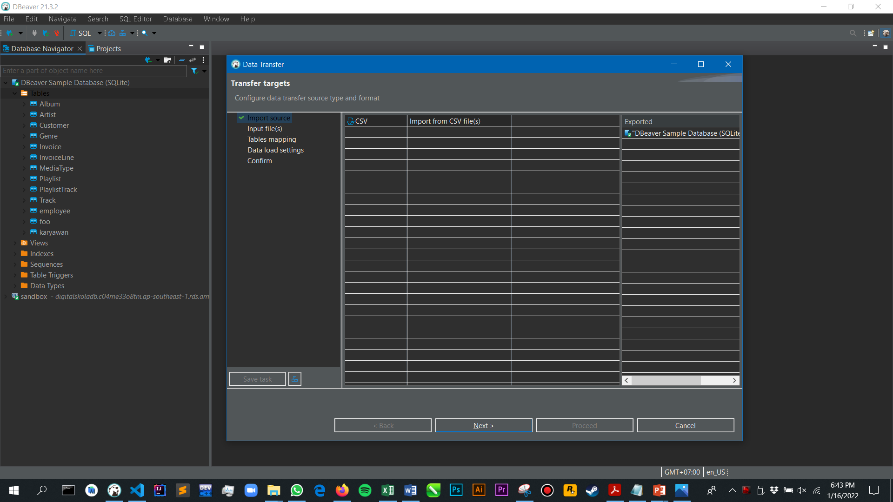 DBeaver 21.3.2
File Edit Navigata Search SQL Editor Database Window Help
SQL
Database Navigator Projects
Enter a part of object name here
DBeaver Sample Database (SQLite)
Tables
Album
Artist
Customer
Genre
Invoice
InvoiceLine
MediaType
Playlist
PlaylistTrack
Track
employee
foo
karyawan
Views
Indexes
Sequences
Table Triggers
Data Types
sandbox - digitalskoladb.c04me33o8tm.ap-southeast-1.rds.am
Data Transfer
Transfer targets
Configure data transfer source type and format
Import source
Input file(s)
Tables mapping
Data load settings
Confirm
CSV Import from CSV file(s)
Exported
"DBeaver Sample Database (SQLite
Save task
< Back Next > Proceed Cancel
GMT+07:00 en_US
6:43 PM
1/16/2022